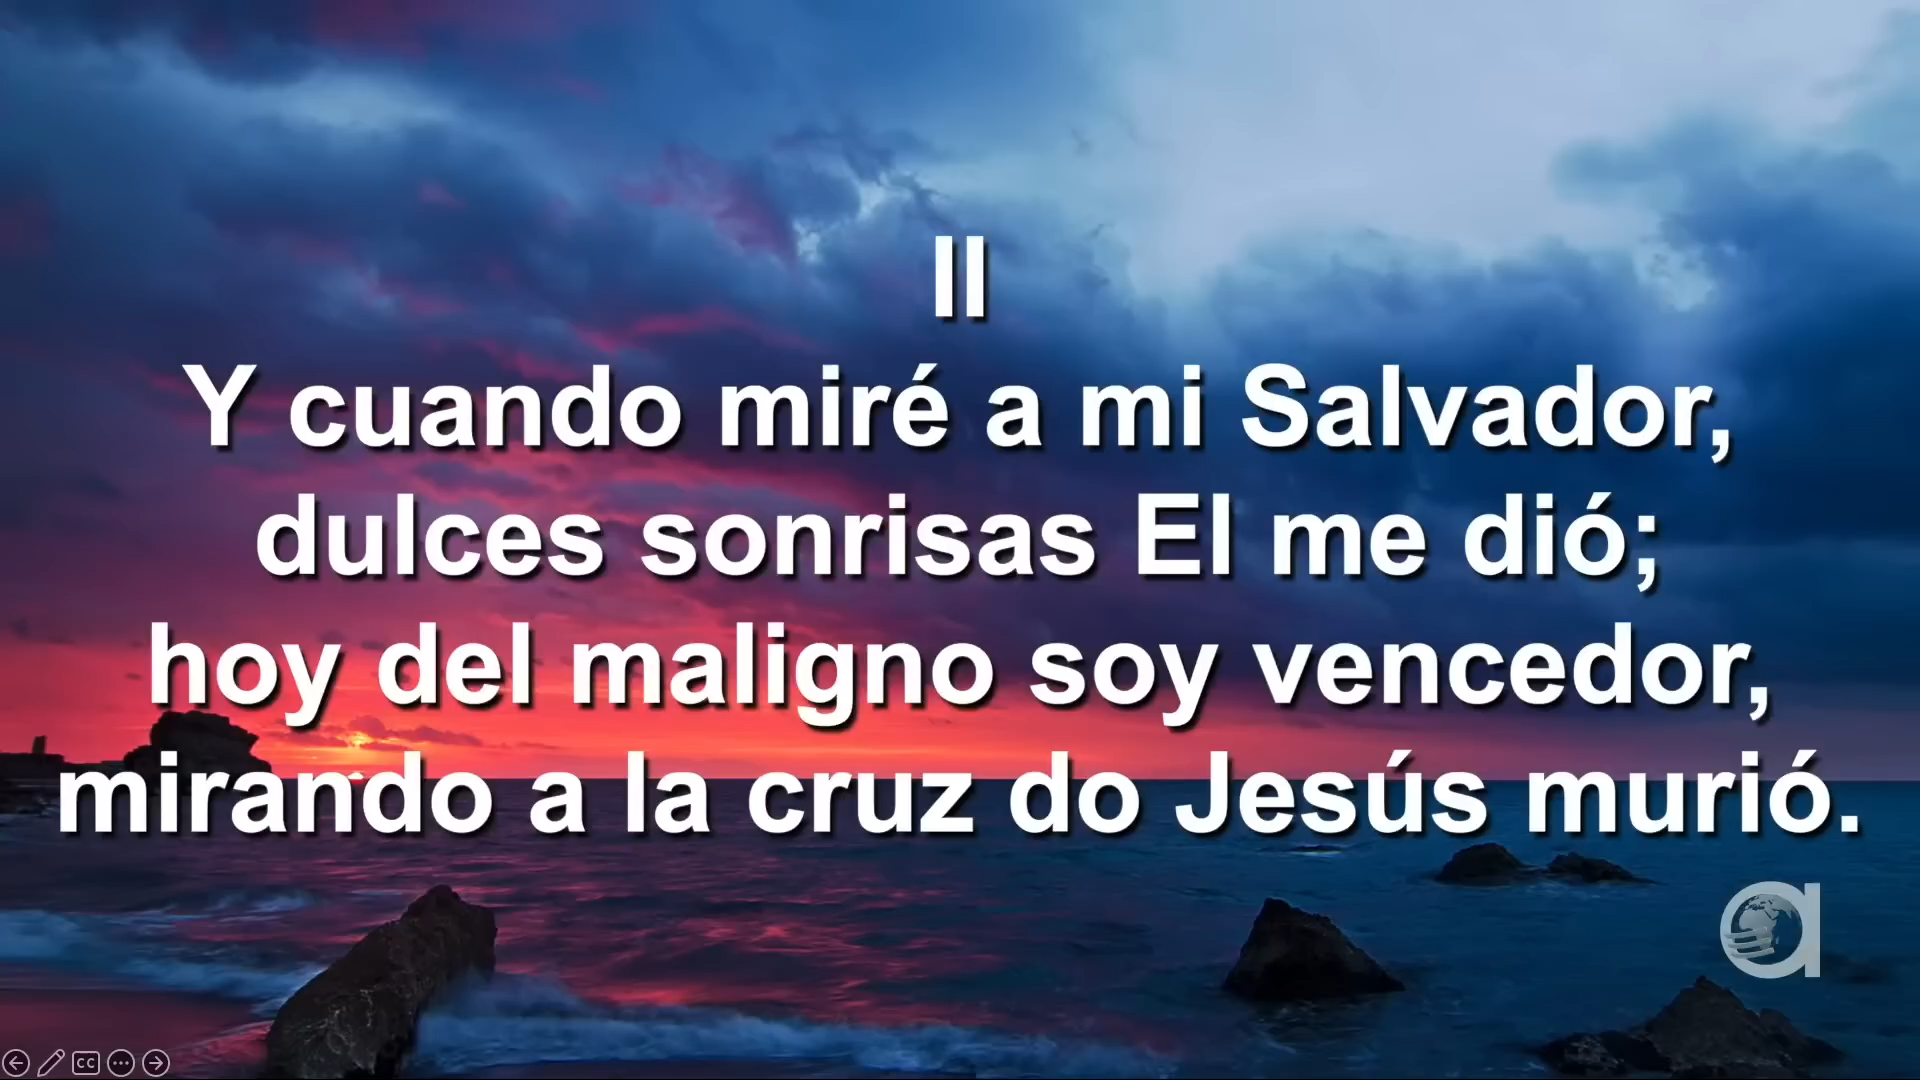 II
Y cuando miré a mi Salvador,
dulces sonrisas El me dió;
hoy del maligno soy vencedor,
mirando a la cruz do Jesús murió.
a
CC